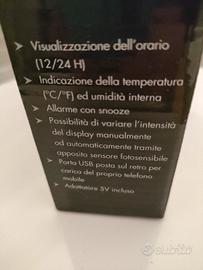 ➤ Visualizzazione dell'orario
(12/24 H)
➤ Indicazione della temperatura
(°C/°F) ed umidità interna
➤ Allarme con snooze
➤ Possibilità di variare l'intensità
del display manualmente
od automaticamente tramite
apposito sensore fotosensibile
➤ Porta USB posta sul retro per
carica del proprio telefono
mobile
➤ Adattatore 5V incluso
subito